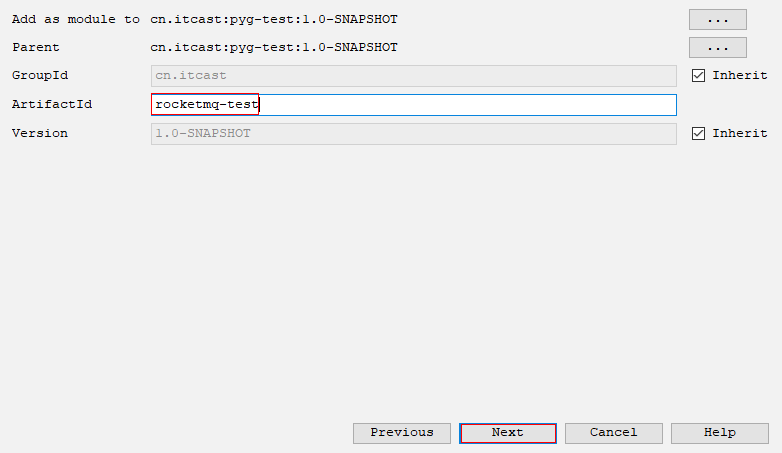 Add as module to cn.itcast:pyg-test:1.0-SNAPSHOT ...
Parent cn.itcast:pyg-test:1.0-SNAPSHOT ...
GroupId cn.itcast Inherit
ArtifactId rocketmq-test
Version 1.0-SNAPSHOT Inherit
Previous Next Cancel Help